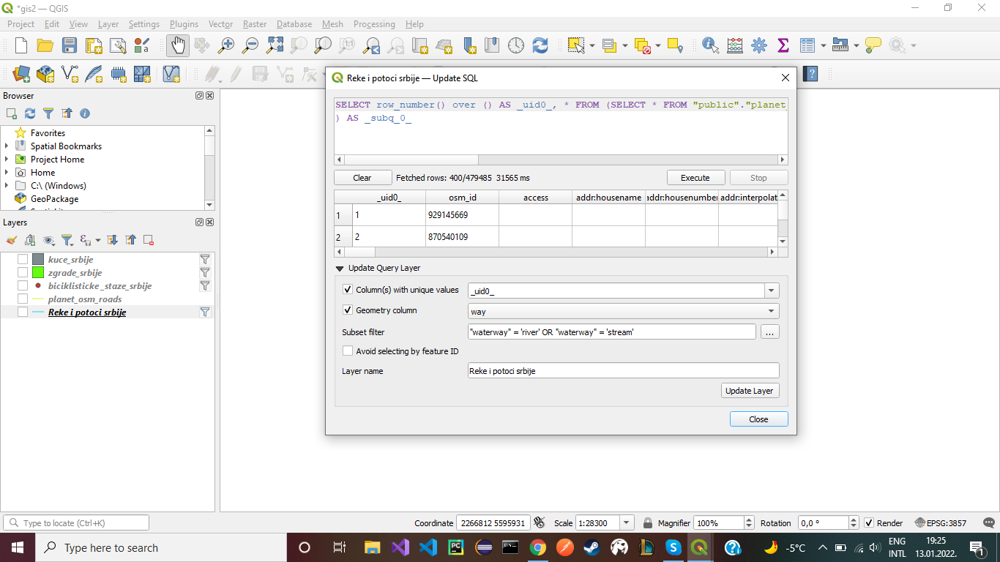 *gis2 — QGIS
Project Edit View Layer Settings Plugins Vector Raster Database Mesh Processing Help
Browser
Favorites
Spatial Bookmarks
Project Home
Home
C:\ (Windows)
GeoPackage
Layers
kuce_srbije
zgrade_srbije
biciklisticke _staze_srbije
planet_osm_roads
Reke i potoci srbije
Reke i potoci srbije — Update SQL
SELECT row_number() over () AS _uid0_, * FROM (SELECT * FROM "public"."planet_
) AS _subq_0_
Clear Fetched rows: 400/479485 31565 ms Execute Stop
_uid0_ osm_id access addr:housename addr:housenumber addr:interpolat
1 1 929145669
2 2 870540109
Update Query Layer
Column(s) with unique values _uid0_
Geometry column way
Subset filter "waterway" = 'river' OR "waterway" = 'stream' ...
Avoid selecting by feature ID
Layer name Reke i potoci srbije
Update Layer
Close
Type to locate (Ctrl+K) Coordinate 2266812 5595931 Scale 1:28300 Magnifier 100% Rotation 0,0 ° Render EPSG:3857
Type here to search -5°C ENG 19:25
INTL 13.01.2022. 1